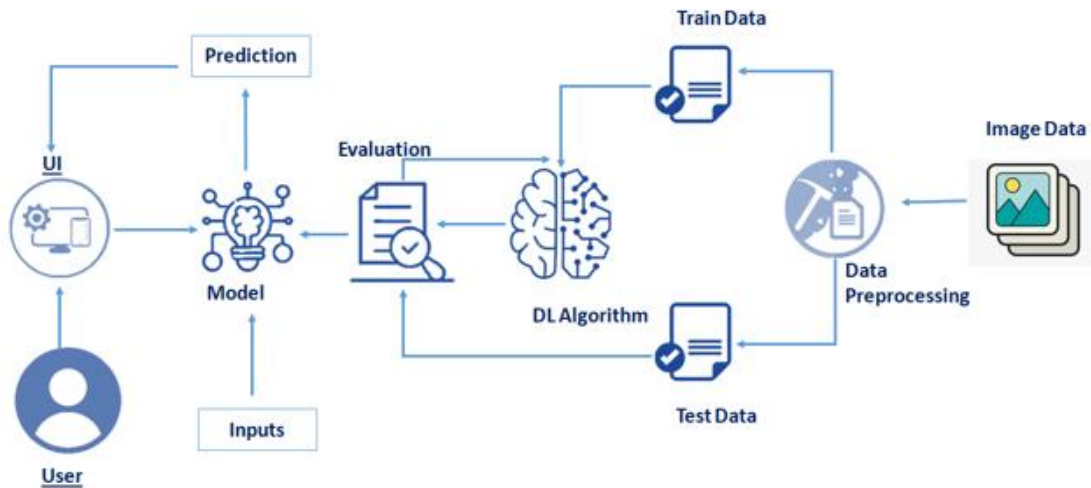 Train Data
Prediction
Image Data
Evaluation
UI
Model
Data
Preprocessing
DL Algorithm
Inputs
Test Data
User